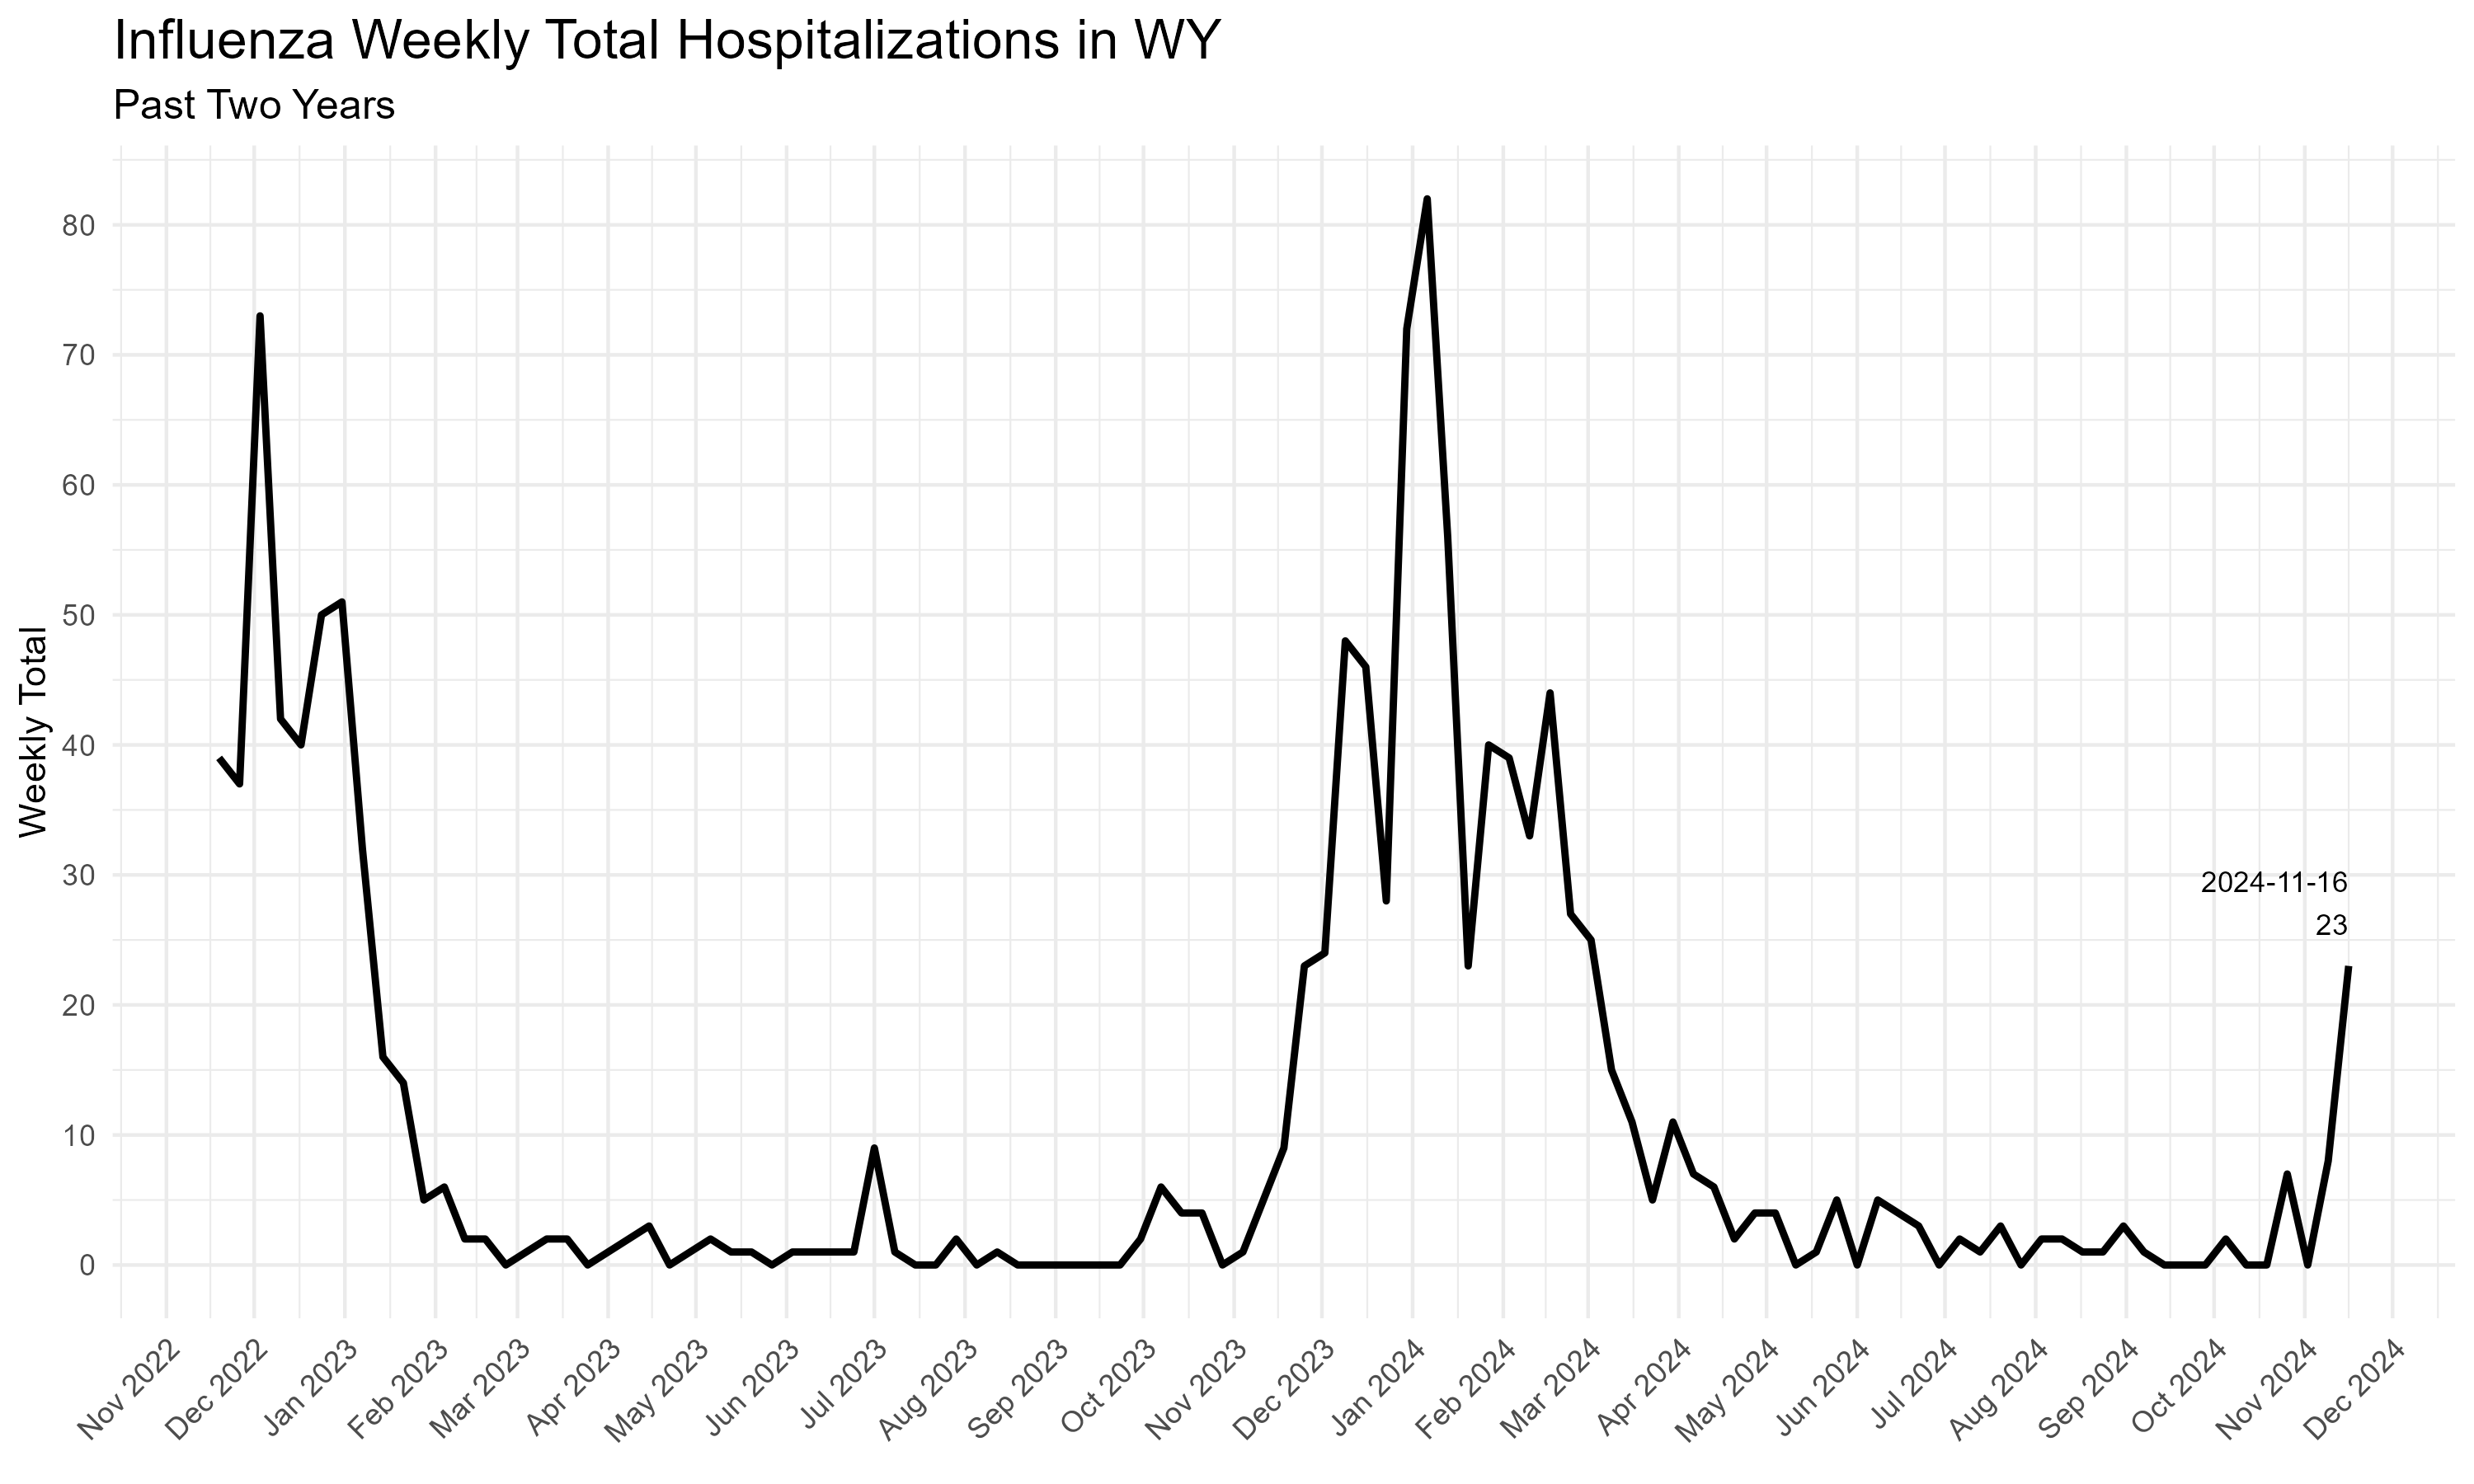 Influenza Weekly Total Hospitalizations in WY
Past Two Years
Weekly Total
80
70
60
50
40
30
20
10
0
2024-11-16
23
Nov 2022
Dec 2022
Jan 2023
Feb 2023
Mar 2023
Apr 2023
May 2023
Jun 2023
Jul 2023
Aug 2023
Sep 2023
Oct 2023
Nov 2023
Dec 2023
Jan 2024
Feb 2024
Mar 2024
Apr 2024
May 2024
Jun 2024
Jul 2024
Aug 2024
Sep 2024
Oct 2024
Nov 2024
Dec 2024